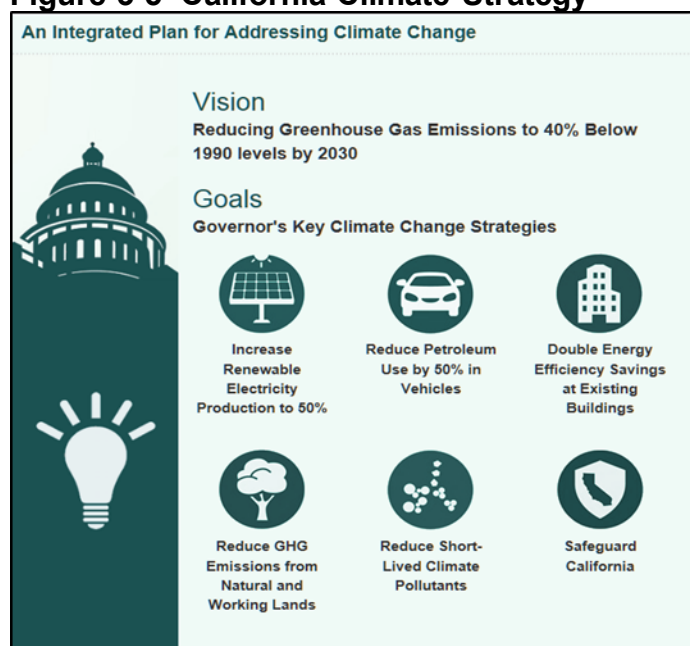 Figure 3-3 California Climate Strategy
An Integrated Plan for Addressing Climate Change
Vision
Reducing Greenhouse Gas Emissions to 40% Below
1990 levels by 2030
Goals
Governor's Key Climate Change Strategies
Increase
Renewable
Electricity
Production to 50%
Reduce Petroleum
Use by 50% in
Vehicles
Double Energy
Efficiency Savings
at Existing
Buildings
Reduce GHG
Emissions from
Natural and
Working Lands
Reduce Short-
Lived Climate
Pollutants
Safeguard
California